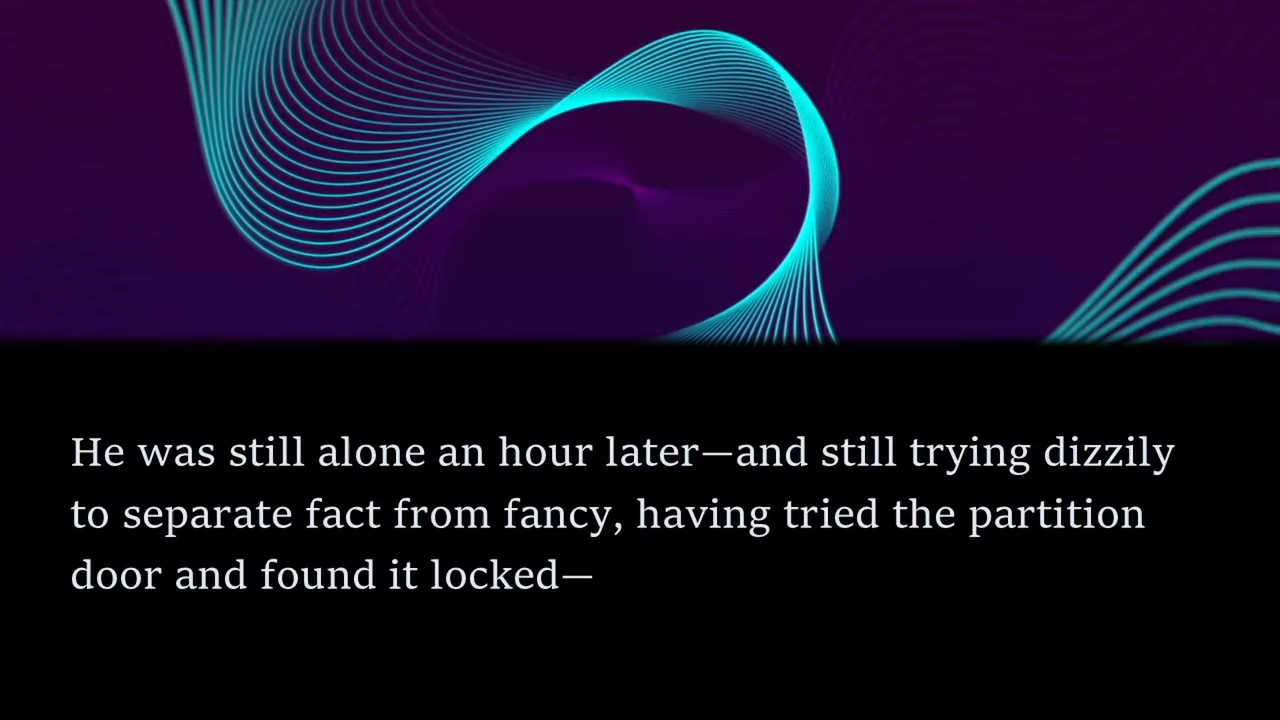 He was still alone an hour later—and still trying dizzily
to separate fact from fancy, having tried the partition
door and found it locked—